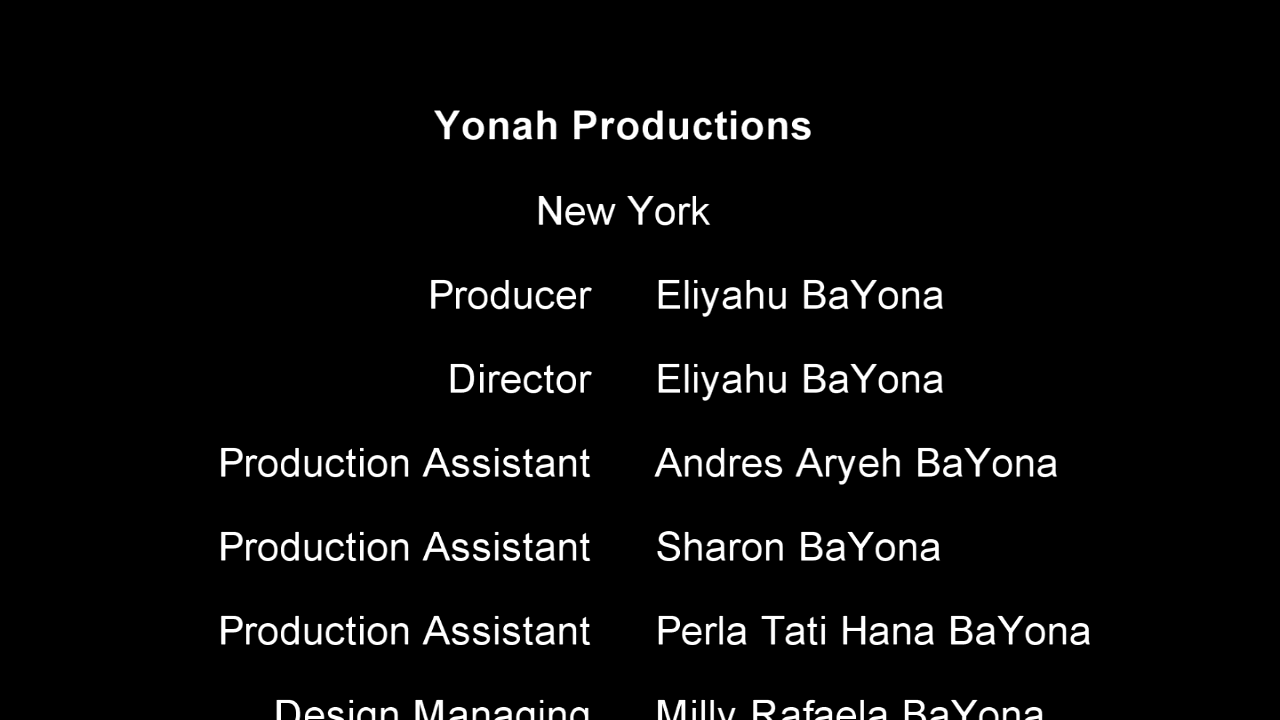 Yonah Productions
New York
Producer Eliyahu BaYona
Director Eliyahu BaYona
Production Assistant Andres Aryeh BaYona
Production Assistant Sharon BaYona
Production Assistant Perla Tati Hana BaYona
Design Managing Milly Rafaela BaYona